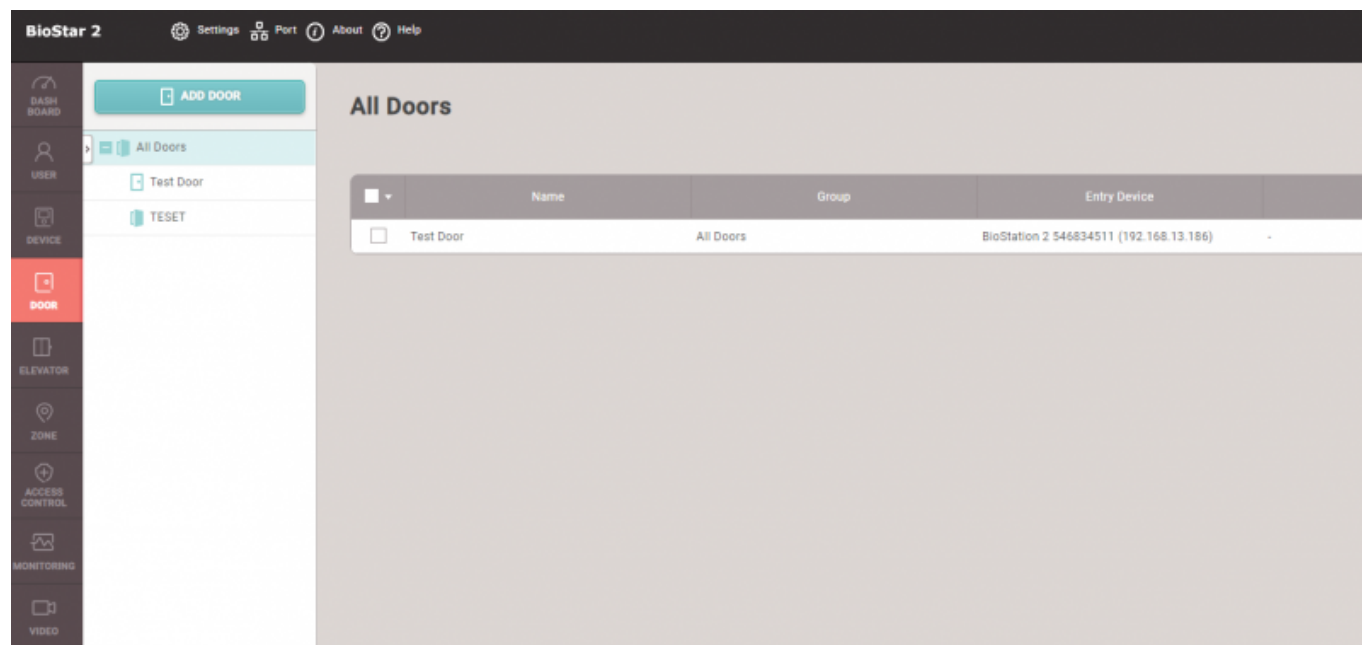 BioStar 2 Settings Port About Help
DASH
BOARD
USER
DEVICE
DOOR
ELEVATOR
ZONE
ACCESS
CONTROL
MONITORING
VIDEO
ADD DOOR
All Doors
Test Door
TESET
All Doors
Name Group Entry Device
Test Door All Doors BioStation 2 546834511 (192.168.13.186) -